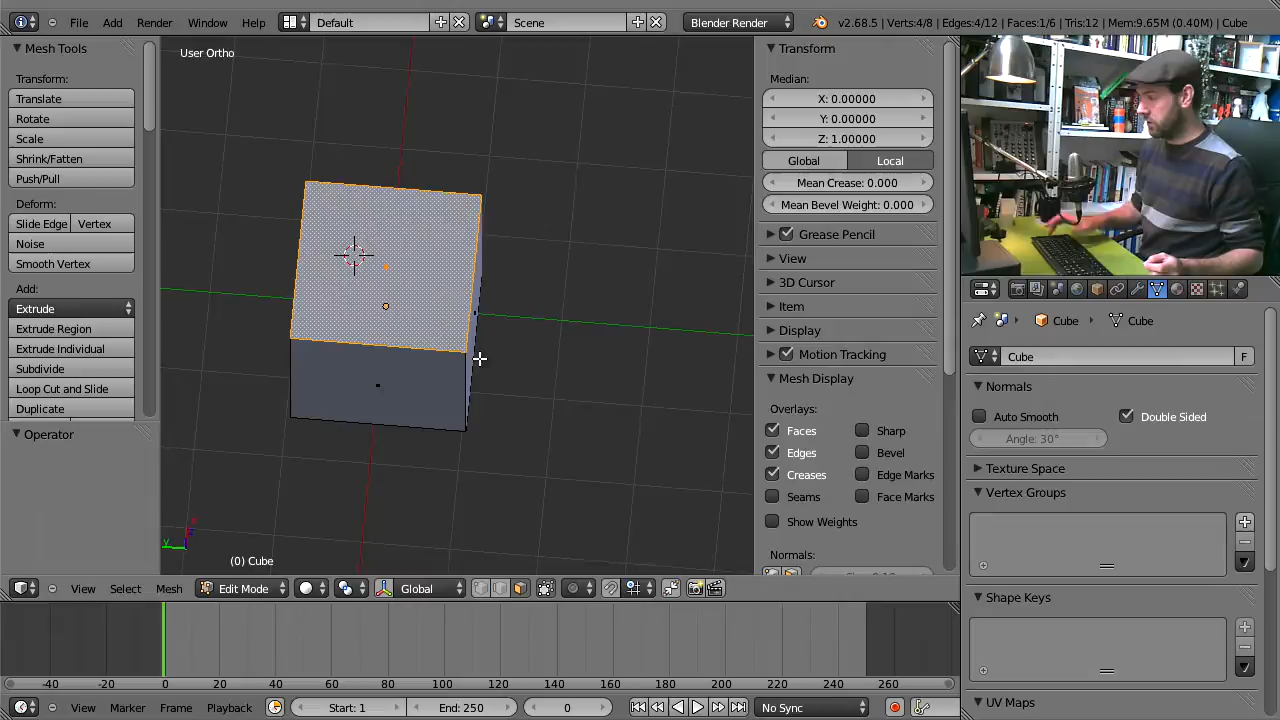 File Add Render Window Help Default Scene Blender Render v2.68.5 | Verts:4/8 | Edges:4/12 | Faces:1/6 | Tris:12 | Mem:9.65M (0.40M) | Cube
Mesh Tools
Transform:
Translate
Rotate
Scale
Shrink/Fatten
Push/Pull
Deform:
Slide Edge Vertex
Noise
Smooth Vertex
Add:
Extrude
Extrude Region
Extrude Individual
Subdivide
Loop Cut and Slide
Duplicate
Operator
User Ortho
(0) Cube
Transform
Median:
X: 0.00000
Y: 0.00000
Z: 1.00000
Global Local
Mean Crease: 0.000
Mean Bevel Weight: 0.000
Grease Pencil
View
3D Cursor
Item
Display
Motion Tracking
Mesh Display
Overlays:
Faces Sharp
Edges Bevel
Creases Edge Marks
Seams Face Marks
Show Weights
Normals:
Cube Cube
Cube F
Normals
Auto Smooth Double Sided
Angle: 30°
Texture Space
Vertex Groups
Shape Keys
UV Maps
View Select Mesh Edit Mode Global
-40 -20 0 20 40 60 80 100 120 140 160 180 200 220 240 260
View Marker Frame Playback Start: 1 End: 250 0 No Sync